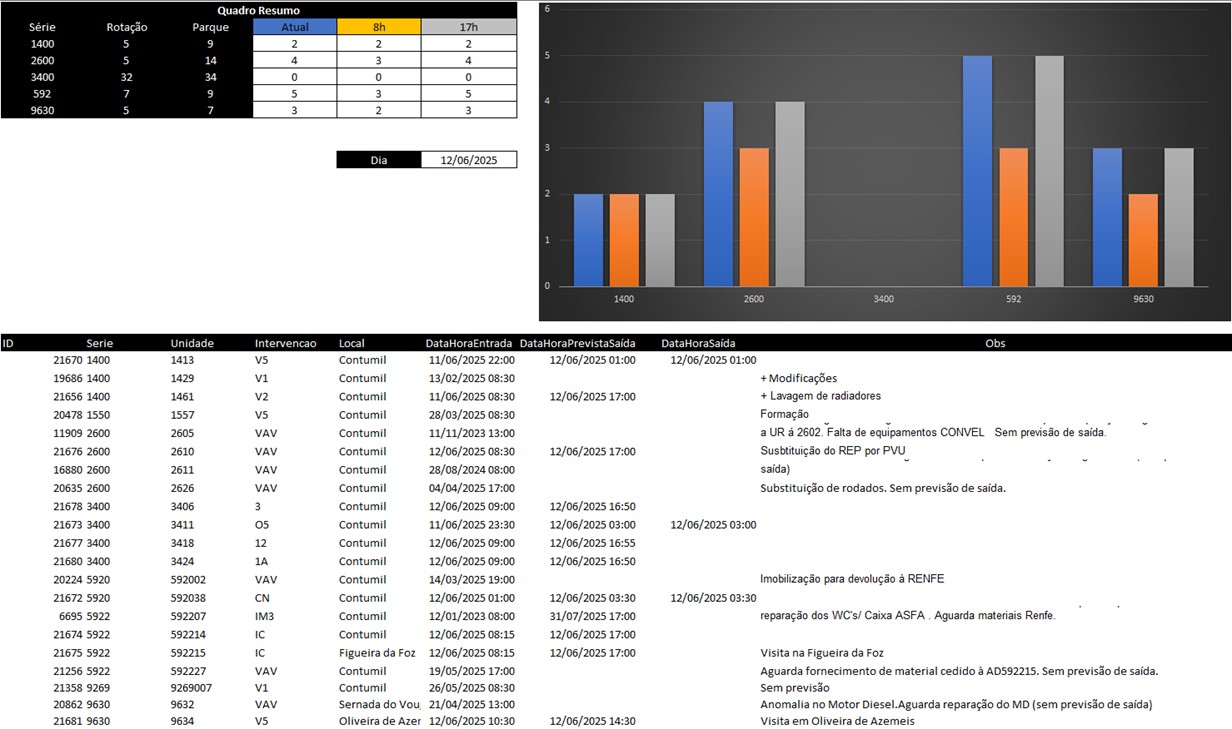 Quadro Resumo
Série Rotação Parque Atual 8h 17h
1400 5 9 2 2 2
2600 5 14 4 3 4
3400 32 34 0 0 0
592 7 9 5 3 5
9630 5 7 3 2 3
Dia 12/06/2025
6
5
4
3
2
1
0
1400 2600 3400 592 9630
ID Serie Unidade Intervencao Local DataHoraEntrada DataHoraPrevistaSaída DataHoraSaída Obs
21670 1400 1413 V5 Contumil 11/06/2025 22:00 12/06/2025 01:00 12/06/2025 01:00
19686 1400 1429 V1 Contumil 13/02/2025 08:30 + Modificações
21656 1400 1461 V2 Contumil 11/06/2025 08:30 12/06/2025 17:00 + Lavagem de radiadores
20478 1550 1557 V5 Contumil 28/03/2025 08:30 Formação
11909 2600 2605 VAV Contumil 11/11/2023 13:00 a UR á 2602. Falta de equipamentos CONVEL Sem previsão de saída.
21676 2600 2610 VAV Contumil 12/06/2025 08:30 12/06/2025 17:00 Susbtituição do REP por PVU
16880 2600 2611 VAV Contumil 28/08/2024 08:00 saída)
20635 2600 2626 VAV Contumil 04/04/2025 17:00 Substituição de rodados. Sem previsão de saída.
21678 3400 3406 3 Contumil 12/06/2025 09:00 12/06/2025 16:50
21673 3400 3411 O5 Contumil 11/06/2025 23:30 12/06/2025 03:00 12/06/2025 03:00
21677 3400 3418 12 Contumil 12/06/2025 09:00 12/06/2025 16:55
21680 3400 3424 1A Contumil 12/06/2025 09:00 12/06/2025 16:50
20224 5920 592002 VAV Contumil 14/03/2025 19:00 Imobilização para devolução à RENFE
21672 5920 592038 CN Contumil 12/06/2025 01:00 12/06/2025 03:30 12/06/2025 03:30
6695 5922 592207 IM3 Contumil 12/01/2023 08:00 31/07/2025 17:00 reparação dos WC's/ Caixa ASFA . Aguarda materiais Renfe.
21674 5922 592214 IC Contumil 12/06/2025 08:15 12/06/2025 17:00
21675 5922 592215 IC Figueira da Foz 12/06/2025 08:15 12/06/2025 17:00 Visita na Figueira da Foz
21256 5922 592227 VAV Contumil 19/05/2025 17:00 Aguarda fornecimento de material cedido à AD592215. Sem previsão de saída.
21358 9269 9269007 V1 Contumil 26/05/2025 08:30 Sem previsão
20862 9630 9632 VAV Sernada do Vou 21/04/2025 13:00 Anomalia no Motor Diesel.Aguarda reparação do MD (sem previsão de saída)
21681 9630 9634 V5 Oliveira de Azer 12/06/2025 10:30 12/06/2025 14:30 Visita em Oliveira de Azemeis